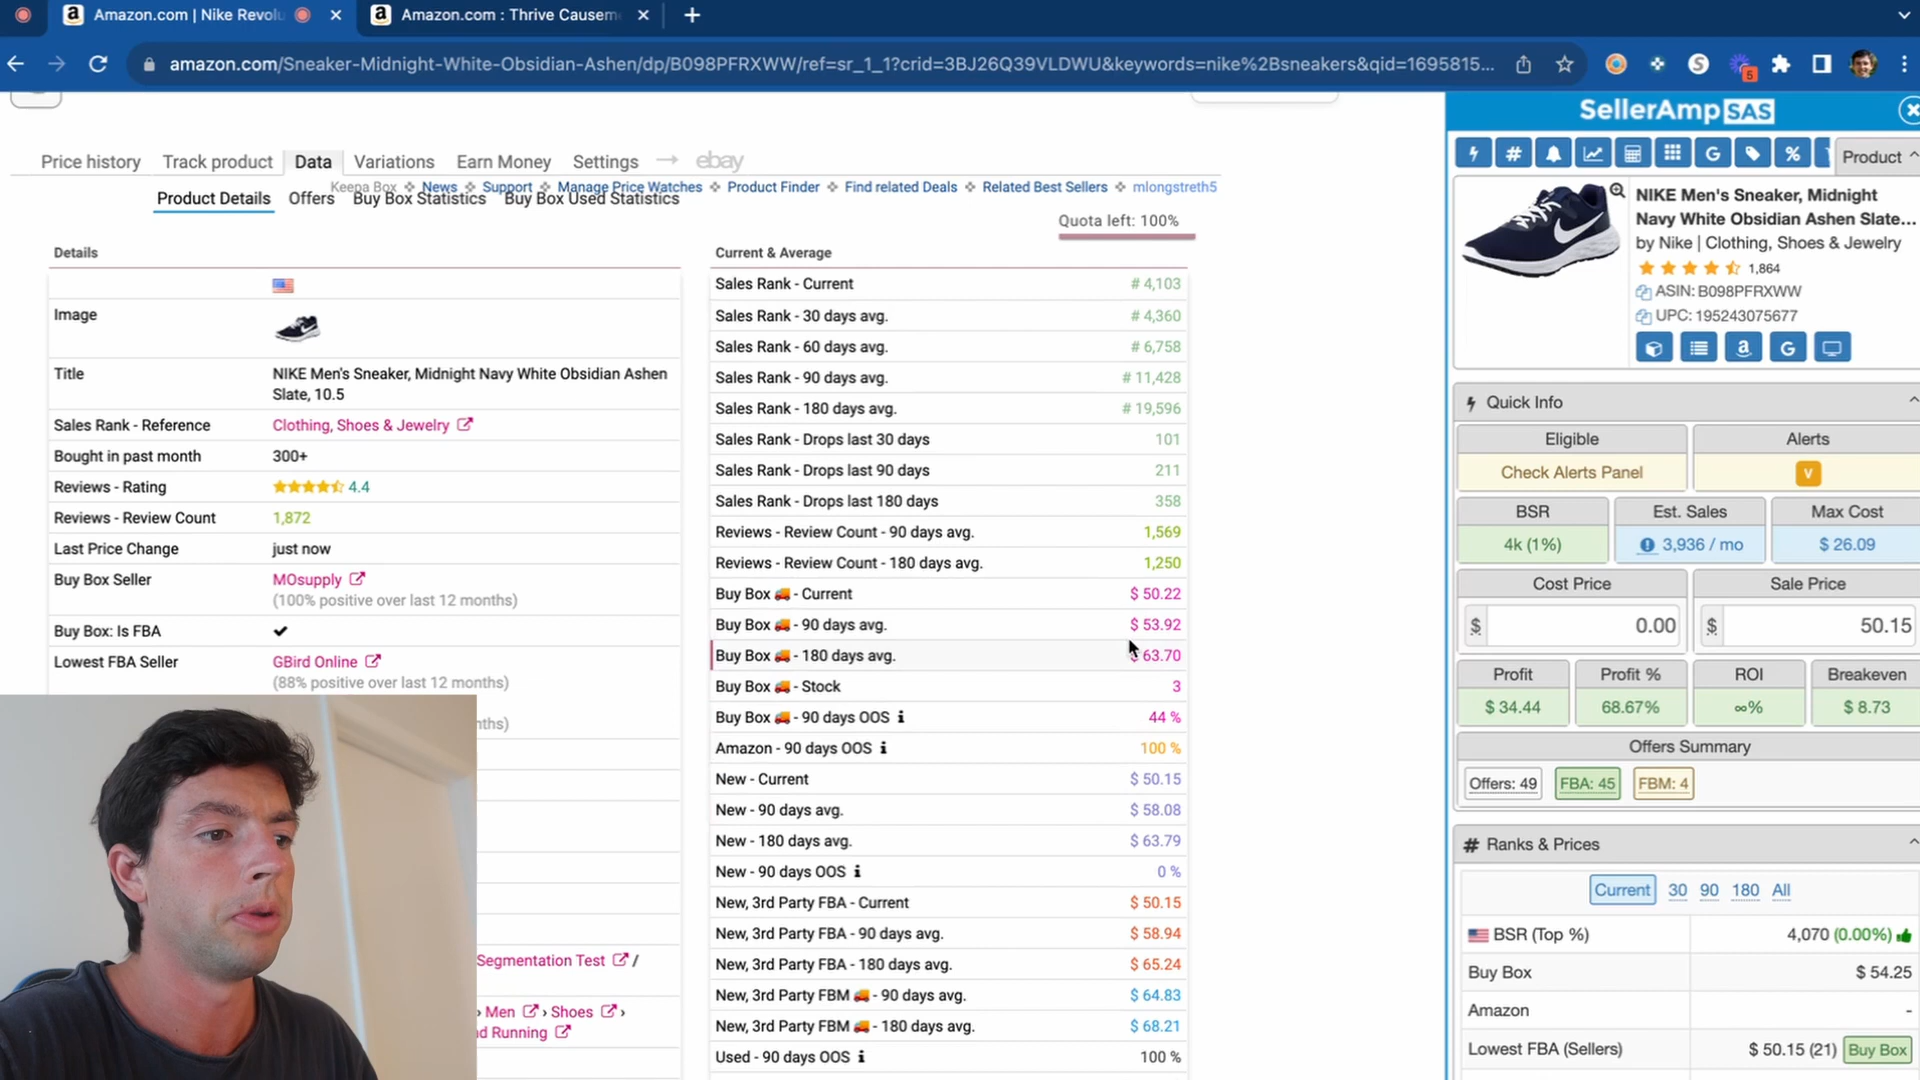 Amazon.com | Nike Revolu
Amazon.com : Thrive Causem
amazon.com/Sneaker-Midnight-White-Obsidian-Ashen/dp/B098PFRXWW/ref=sr_1_1?crid=3BJ26Q39VLDWU&keywords=nike%2Bsneakers&qid=1695815...
5
Price history Track product Data Variations Earn Money Settings ebay
Keepa Box News Support Manage Price Watches Product Finder Find related Deals Related Best Sellers mlongstreth5
Product Details Offers Buy Box Statistics Buy Box Used Statistics
Quota left: 100%
Details
Image
Title NIKE Men's Sneaker, Midnight Navy White Obsidian Ashen
Slate, 10.5
Sales Rank - Reference Clothing, Shoes & Jewelry
Bought in past month 300+
Reviews - Rating 4.4
Reviews - Review Count 1,872
Last Price Change just now
Buy Box Seller MOsupply
(100% positive over last 12 months)
Buy Box: Is FBA ✔
Lowest FBA Seller GBird Online
(88% positive over last 12 months)
Segmentation Test /
› Men › Shoes ›
Running
Current & Average
Sales Rank - Current # 4,103
Sales Rank - 30 days avg. # 4,360
Sales Rank - 60 days avg. # 6,758
Sales Rank - 90 days avg. # 11,428
Sales Rank - 180 days avg. # 19,596
Sales Rank - Drops last 30 days 101
Sales Rank - Drops last 90 days 211
Sales Rank - Drops last 180 days 358
Reviews - Review Count - 90 days avg. 1,569
Reviews - Review Count - 180 days avg. 1,250
Buy Box 🚚 - Current $ 50.22
Buy Box 🚚 - 90 days avg. $ 53.92
Buy Box 🚚 - 180 days avg. $ 63.70
Buy Box 🚚 - Stock 3
Buy Box 🚚 - 90 days OOS 44 %
Amazon - 90 days OOS 100 %
New - Current $ 50.15
New - 90 days avg. $ 58.08
New - 180 days avg. $ 63.79
New - 90 days OOS 0 %
New, 3rd Party FBA - Current $ 50.15
New, 3rd Party FBA - 90 days avg. $ 58.94
New, 3rd Party FBA - 180 days avg. $ 65.24
New, 3rd Party FBM 🚚 - 90 days avg. $ 64.83
New, 3rd Party FBM 🚚 - 180 days avg. $ 68.21
Used - 90 days OOS 100 %
SellerAmp SAS
Product
NIKE Men's Sneaker, Midnight
Navy White Obsidian Ashen Slate...
by Nike | Clothing, Shoes & Jewelry
1,864
ASIN: B098PFRXWW
UPC: 195243075677
Quick Info
Eligible Alerts
Check Alerts Panel V
BSR Est. Sales Max Cost
4k (1%) 3,936 / mo $ 26.09
Cost Price Sale Price
$ 0.00 $ 50.15
Profit Profit % ROI Breakeven
$ 34.44 68.67% ∞% $ 8.73
Offers Summary
Offers: 49 FBA: 45 FBM: 4
# Ranks & Prices
Current 30 90 180 All
BSR (Top %) 4,070 (0.00%)
Buy Box $ 54.25
Amazon -
Lowest FBA (Sellers) $ 50.15 (21) Buy Box